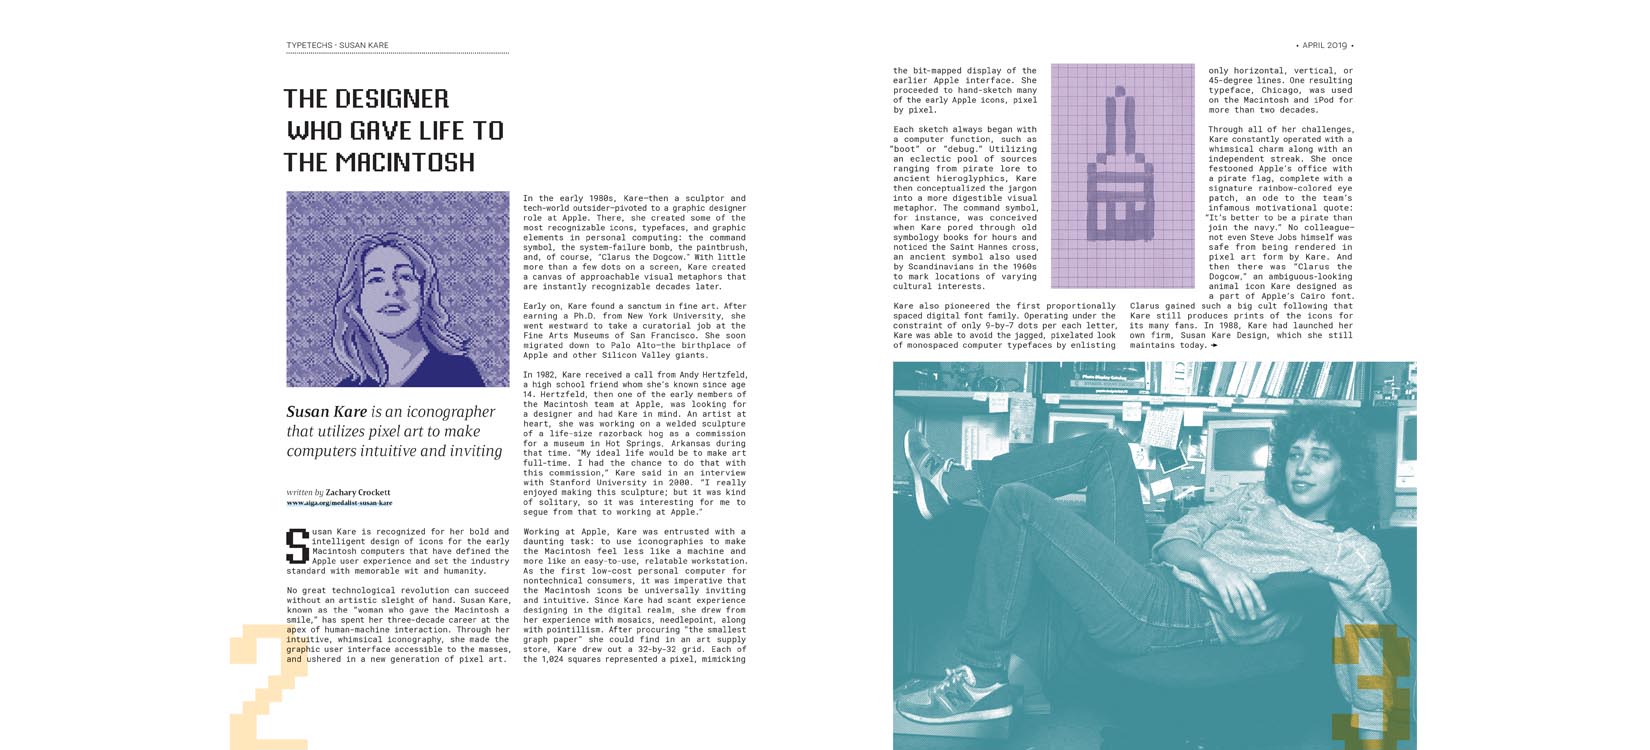 TYPETECHS - SUSAN KARE
THE DESIGNER
WHO GAVE LIFE TO
THE MACINTOSH
Susan Kare is an iconographer
that utilizes pixel art to make
computers intuitive and inviting
written by Zachary Crockett
www.aiga.org/medalist-susan-kare
Susan Kare is recognized for her bold and
intelligent design of icons for the early
Macintosh computers that have defined the
Apple user experience and set the industry
standard with memorable wit and humanity.
No great technological revolution can succeed
without an artistic sleight of hand. Susan Kare,
known as the "woman who gave the Macintosh a
smile," has spent her three-decade career at the
apex of human-machine interaction. Through her
intuitive, whimsical iconography, she made the
graphic user interface accessible to the masses,
and ushered in a new generation of pixel art.
2
In the early 1980s, Kare—then a sculptor and
tech-world outsider—pivoted to a graphic designer
role at Apple. There, she created some of the
most recognizable icons, typefaces, and graphic
elements in personal computing: the command
symbol, the system-failure bomb, the paintbrush,
and, of course, "Clarus the Dogcow." With little
more than a few dots on a screen, Kare created
a canvas of approachable visual metaphors that
are instantly recognizable decades later.
Early on, Kare found a sanctum in fine art. After
earning a Ph.D. from New York University, she
went westward to take a curatorial job at the
Fine Arts Museums of San Francisco. She soon
migrated down to Palo Alto—the birthplace of
Apple and other Silicon Valley giants.
In 1982, Kare received a call from Andy Hertzfeld,
a high school friend whom she's known since age
14. Hertzfeld, then one of the early members of
the Macintosh team at Apple, was looking for
a designer and had Kare in mind. An artist at
heart, she was working on a welded sculpture
of a life-size razorback hog as a commission
for a museum in Hot Springs, Arkansas during
that time. "My ideal life would be to make art
full-time. I had the chance to do that with
this commission," Kare said in an interview
with Stanford University in 2000. "I really
enjoyed making this sculpture; but it was kind
of solitary, so it was interesting for me to
segue from that to working at Apple."
Working at Apple, Kare was entrusted with a
daunting task: to use iconographies to make
the Macintosh feel less like a machine and
more like an easy-to-use, relatable workstation.
As the first low-cost personal computer for
nontechnical consumers, it was imperative that
the Macintosh icons be universally inviting
and intuitive. Since Kare had scant experience
designing in the digital realm, she drew from
her experience with mosaics, needlepoint, along
with pointillism. After procuring "the smallest
graph paper" she could find in an art supply
store, Kare drew out a 32-by-32 grid. Each of
the 1,024 squares represented a pixel, mimicking
• APRIL 2019 •
the bit-mapped display of the
earlier Apple interface. She
proceeded to hand-sketch many
of the early Apple icons, pixel
by pixel.
Each sketch always began with
a computer function, such as
"boot" or "debug." Utilizing
an eclectic pool of sources
ranging from pirate lore to
ancient hieroglyphics, Kare
then conceptualized the jargon
into a more digestible visual
metaphor. The command symbol,
for instance, was conceived
when Kare pored through old
symbology books for hours and
noticed the Saint Hannes cross,
an ancient symbol also used
by Scandinavians in the 1960s
to mark locations of varying
cultural interests.
Kare also pioneered the first proportionally
spaced digital font family. Operating under the
constraint of only 9-by-7 dots per each letter,
Kare was able to avoid the jagged, pixelated look
of monospaced computer typefaces by enlisting
only horizontal, vertical, or
45-degree lines. One resulting
typeface, Chicago, was used
on the Macintosh and iPod for
more than two decades.
Through all of her challenges,
Kare constantly operated with a
whimsical charm along with an
independent streak. She once
festooned Apple's office with
a pirate flag, complete with a
signature rainbow-colored eye
patch, an ode to the team's
infamous motivational quote:
"It's better to be a pirate than
join the navy." No colleague—
not even Steve Jobs himself was
safe from being rendered in
pixel art form by Kare. And
then there was "Clarus the
Dogcow," an ambiguous-looking
animal icon Kare designed as
a part of Apple's Cairo font.
Clarus gained such a big cult following that
Kare still produces prints of the icons for
its many fans. In 1988, Kare had launched her
own firm, Susan Kare Design, which she still
maintains today.
3